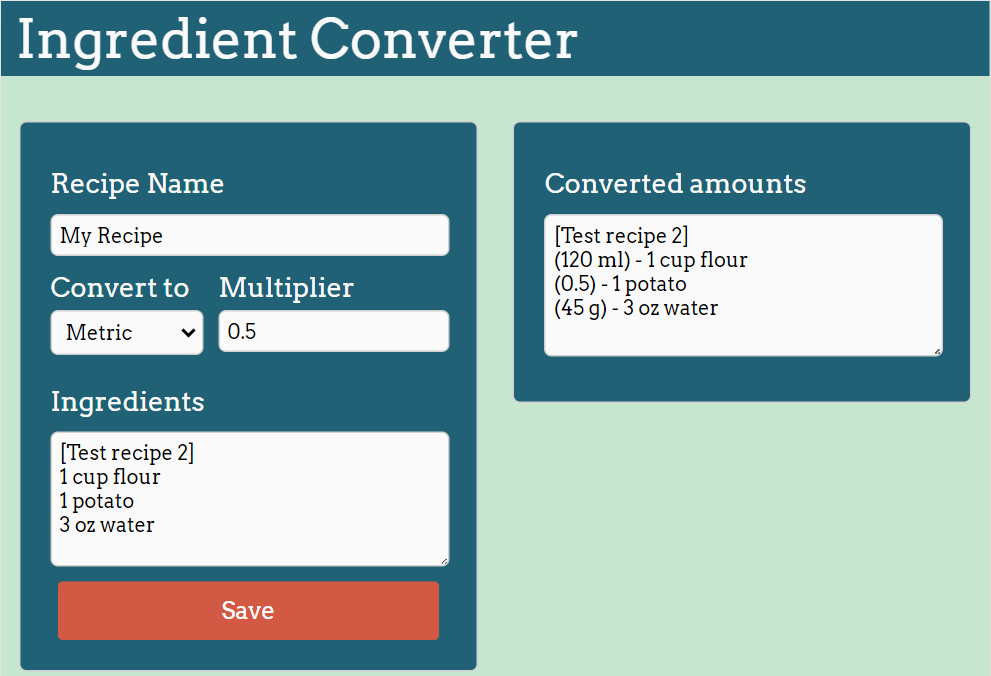 Ingredient Converter
Recipe Name
My Recipe
Convert to
Multiplier
Metric
0.5
Ingredients
[Test recipe 2]
1 cup flour
1 potato
3 oz water
Save
Converted amounts
[Test recipe 2]
(120 ml) - 1 cup flour
(0.5) - 1 potato
(45 g) - 3 oz water